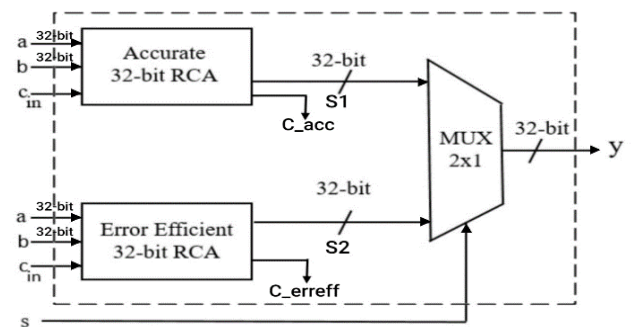 a 32-bit
b 32-bit
c in
Accurate
32-bit RCA
32-bit
S1
C_acc
MUX
2x1
32-bit
y
a 32-bit
b 32-bit
c in
Error Efficient
32-bit RCA
32-bit
S2
C_erreff
s